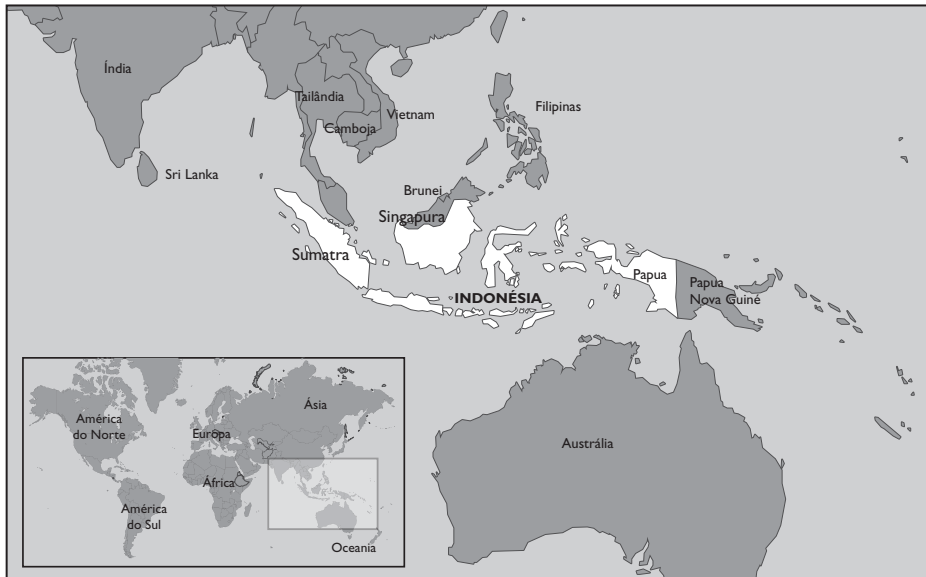 Índia
Tailândia
Vietnam
Camboja
Filipinas
Sri Lanka
Brunei
Singapura
Sumatra
Papua
Papua
Nova Guiné
INDONÉSIA
Austrália
América
do Norte
Europa
Ásia
África
América
do Sul
Oceania